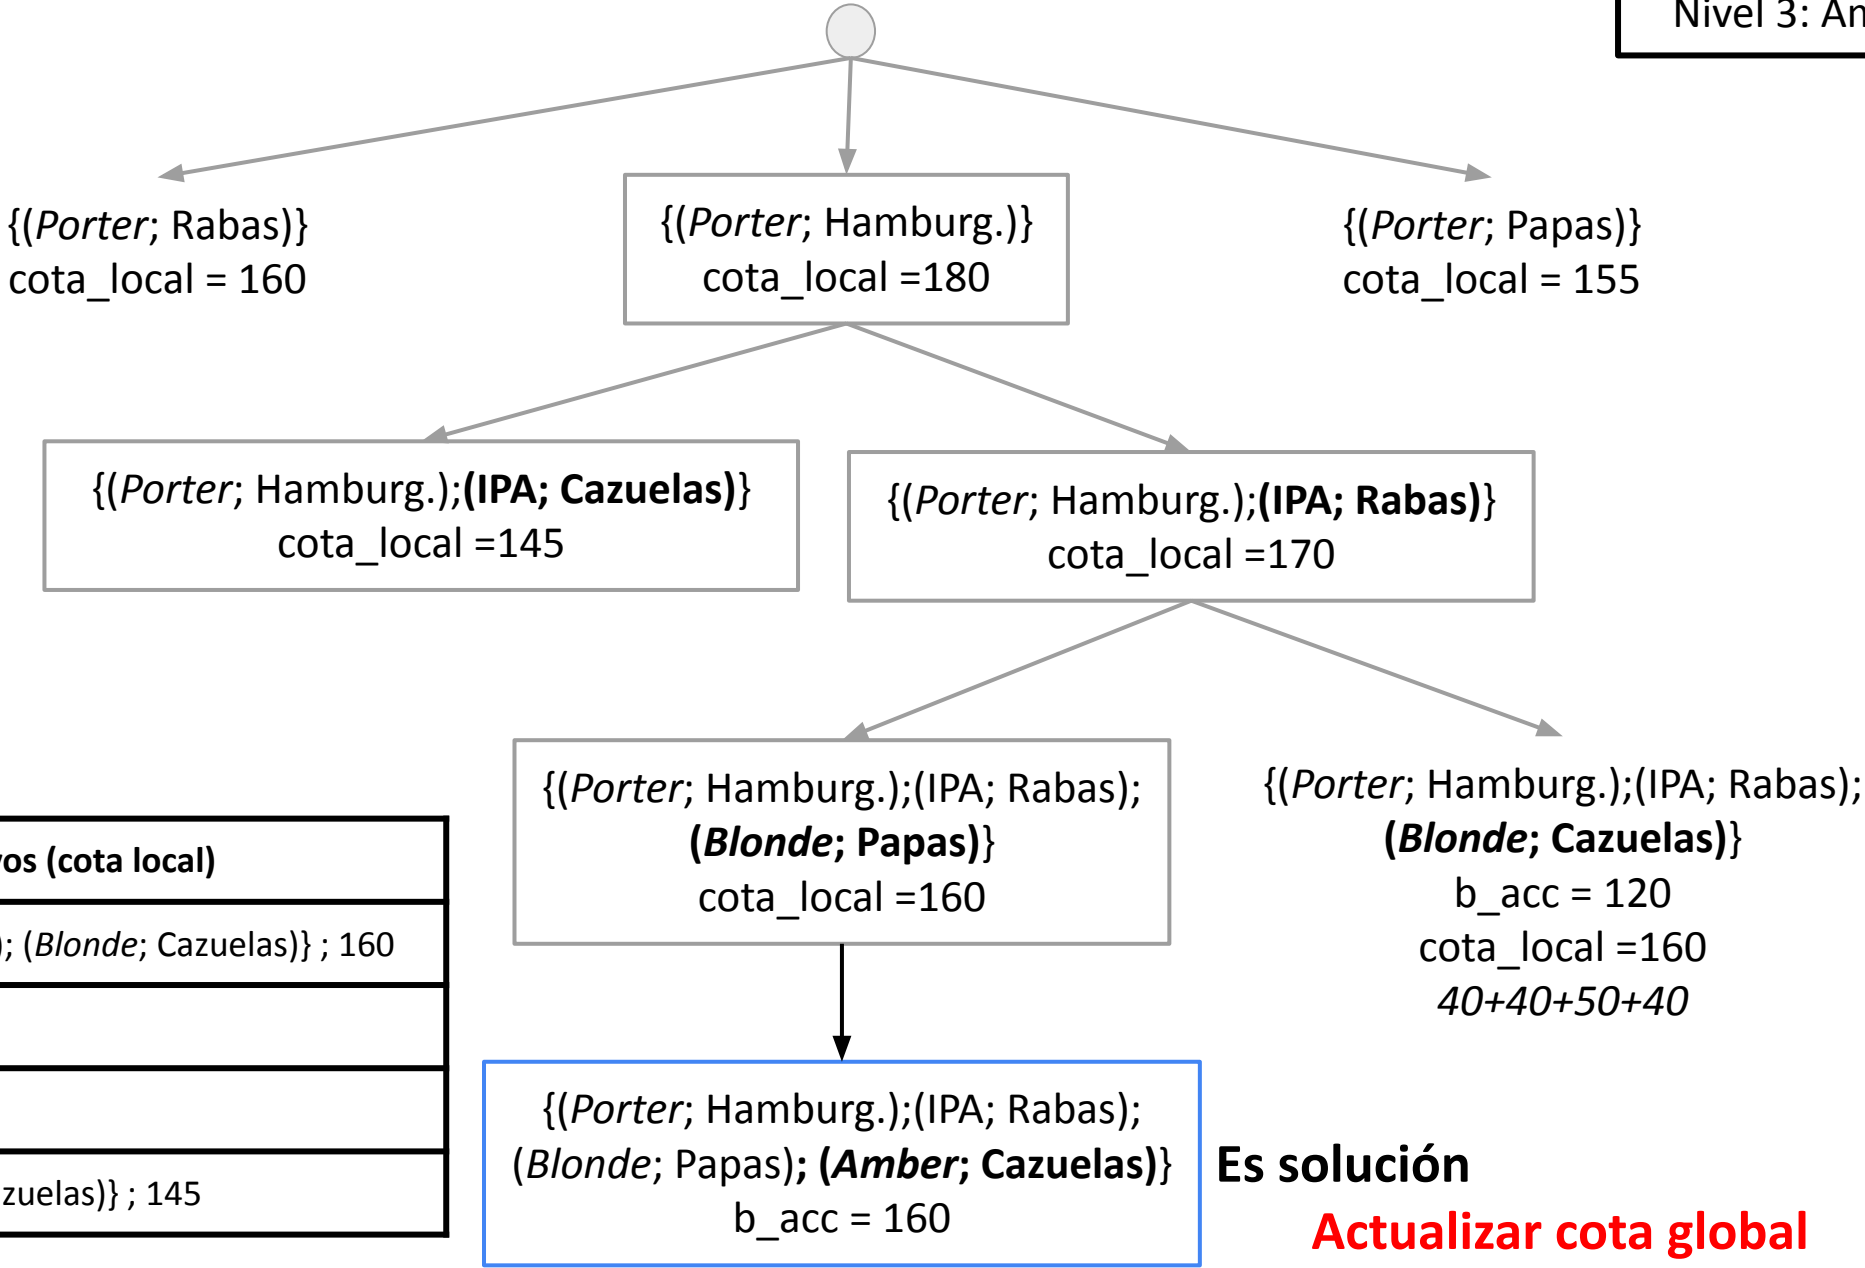 Nivel 3: Am
{(Porter; Rabas)}
cota_local = 160
{(Porter; Hamburg.)}
cota_local =180
{(Porter; Papas)}
cota_local = 155
{(Porter; Hamburg.);(IPA; Cazuelas)}
cota_local =145
{(Porter; Hamburg.);(IPA; Rabas)}
cota_local =170
{(Porter; Hamburg.);(IPA; Rabas);
(Blonde; Papas)}
cota_local =160
{(Porter; Hamburg.);(IPA; Rabas);
(Blonde; Cazuelas)}
b_acc = 120
cota_local =160
40+40+50+40
vos (cota local)
); (Blonde; Cazuelas)} ; 160
zuelas)} ; 145
{(Porter; Hamburg.);(IPA; Rabas);
(Blonde; Papas); (Amber; Cazuelas)}
b_acc = 160
Es solución
Actualizar cota global